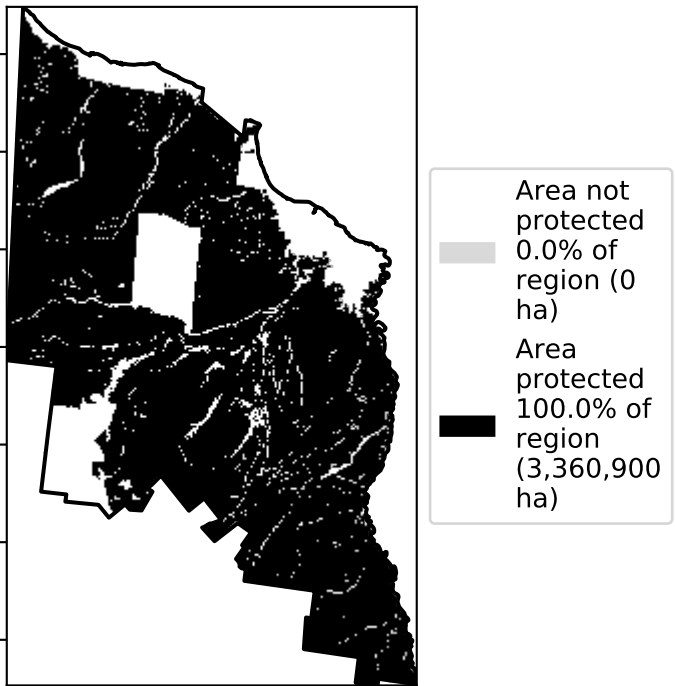 Area not
protected
0.0% of
region (0
ha)
Area
protected
100.0% of
region
(3,360,900
ha)